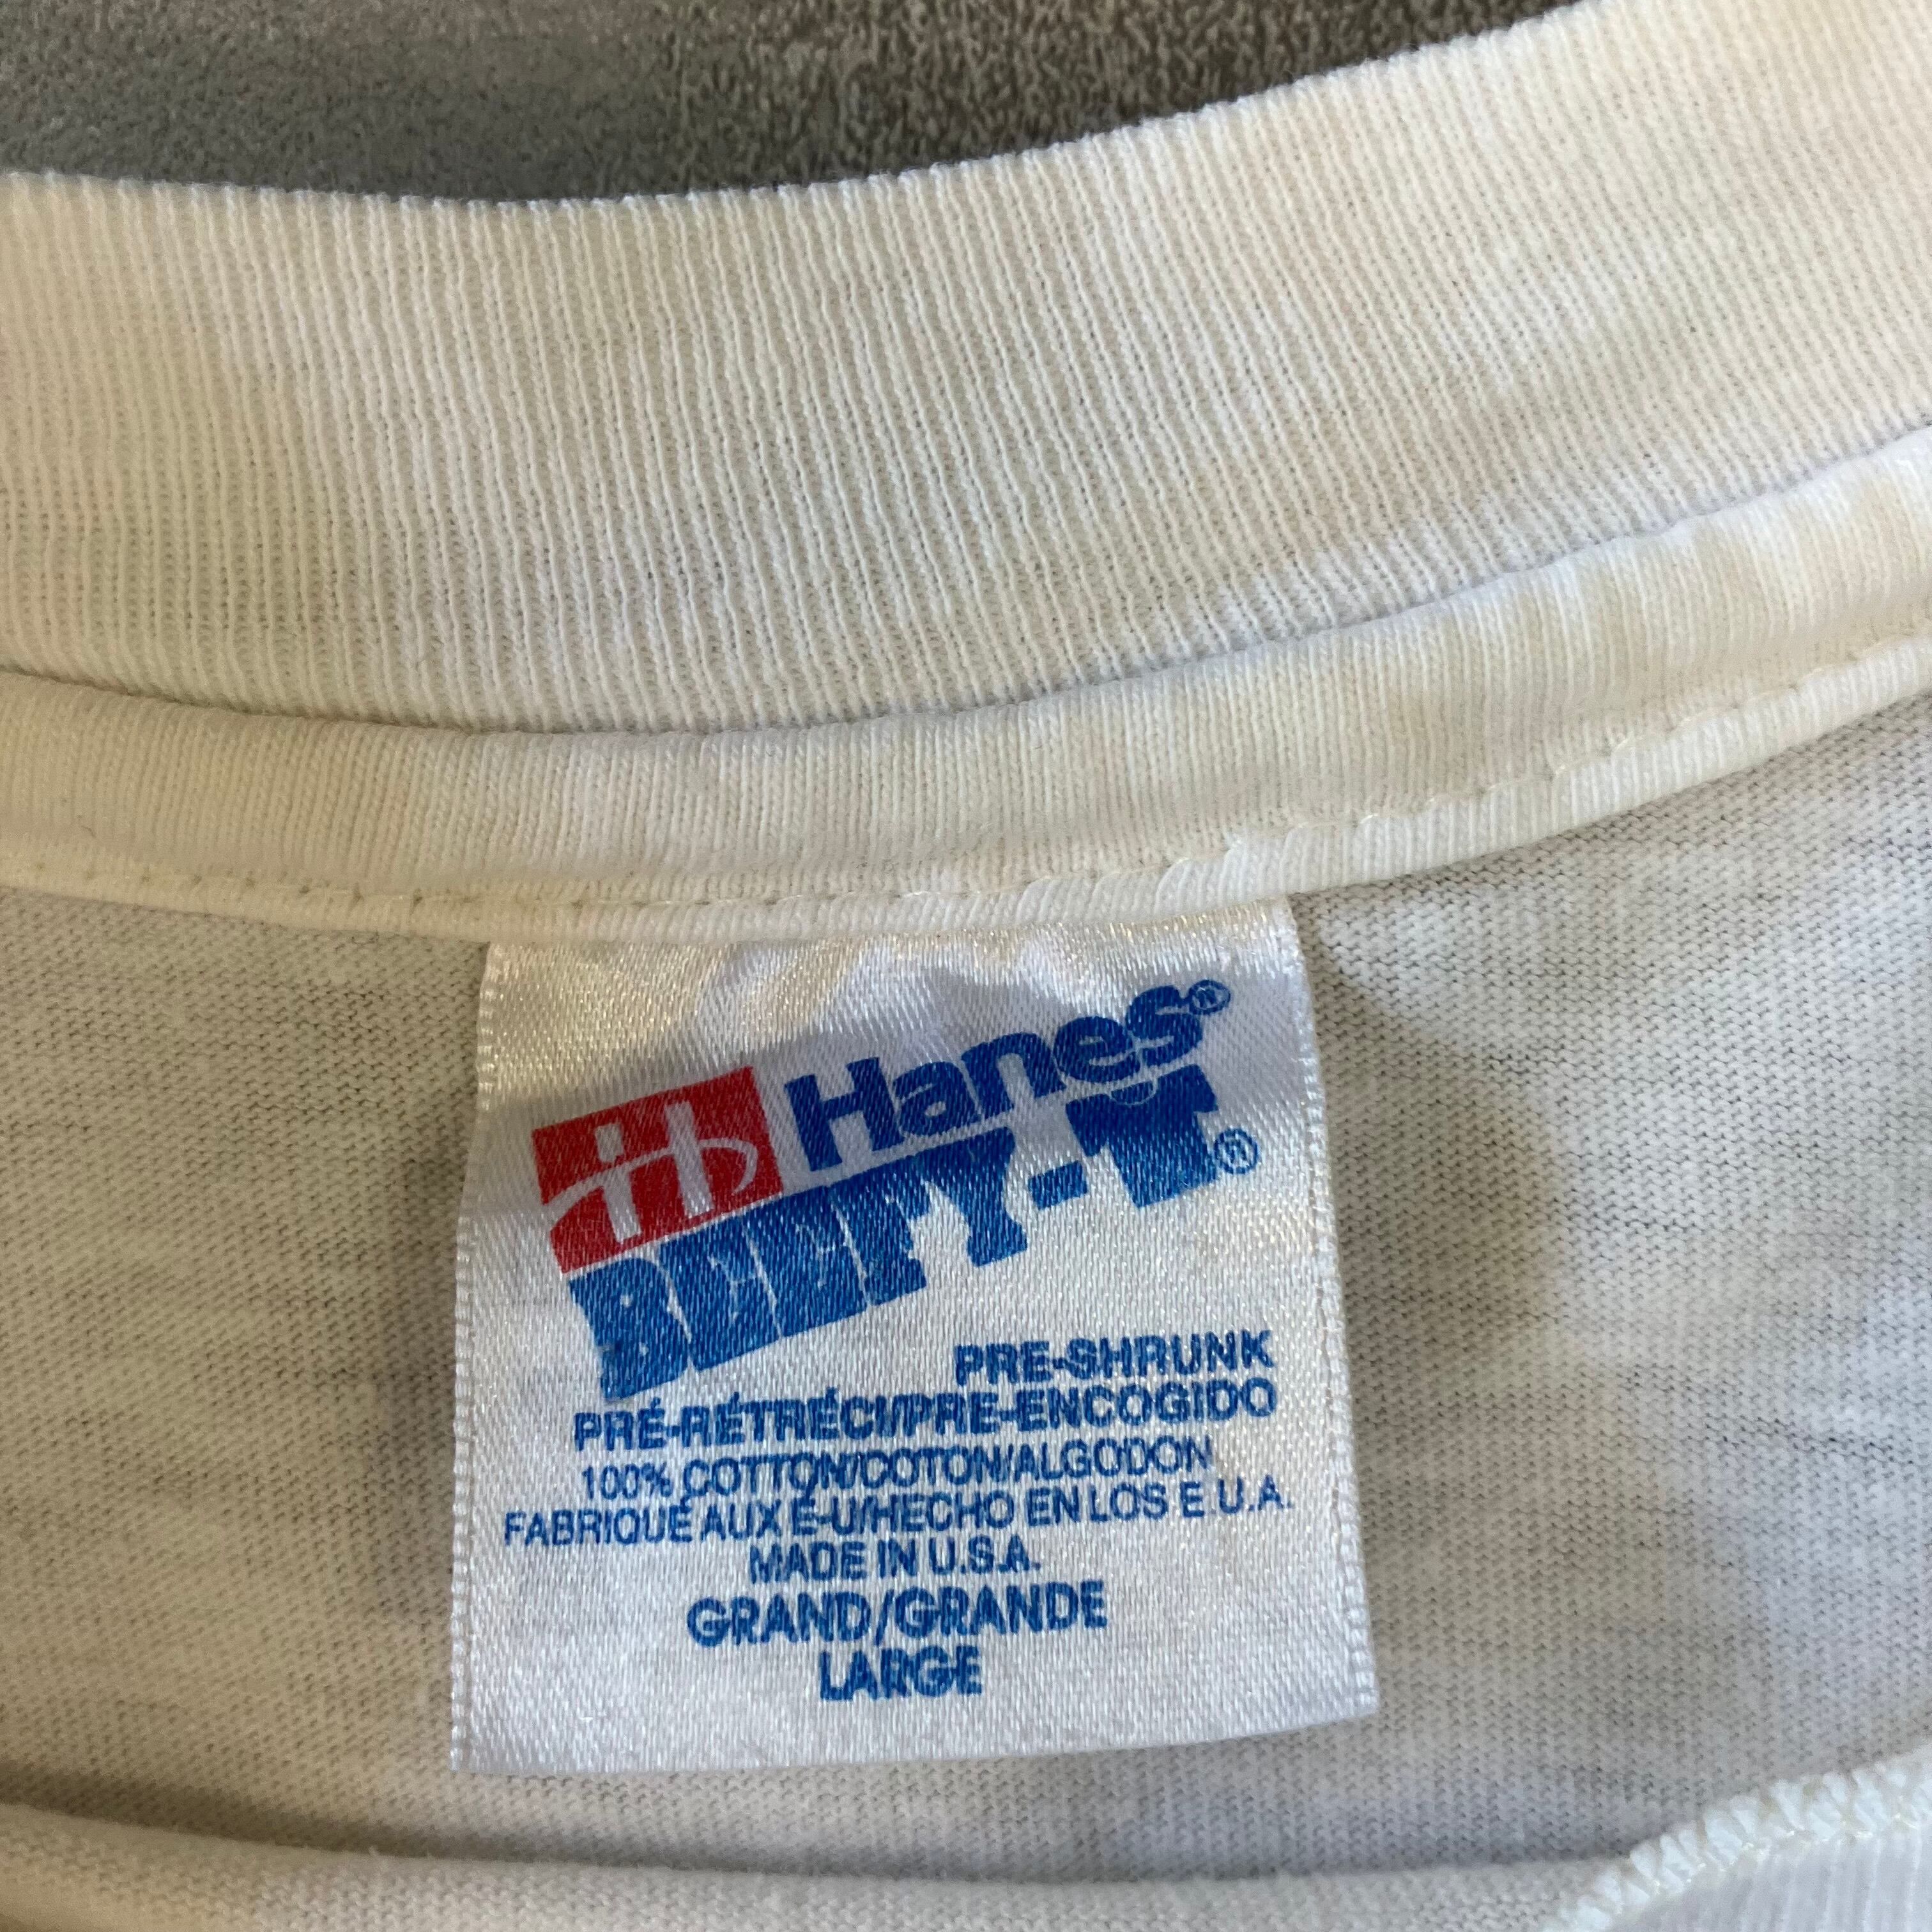 Hanes®
BEEFY-T®
PRE-SHRUNK
PRÉ-RÉTRÉCI/PRE-ENCOGIDO
100% COTTON/COTON/ALGODON
FABRIQUÉ AUX É-U/HECHO EN LOS E.U.A.
MADE IN U.S.A.
GRAND/GRANDE
LARGE